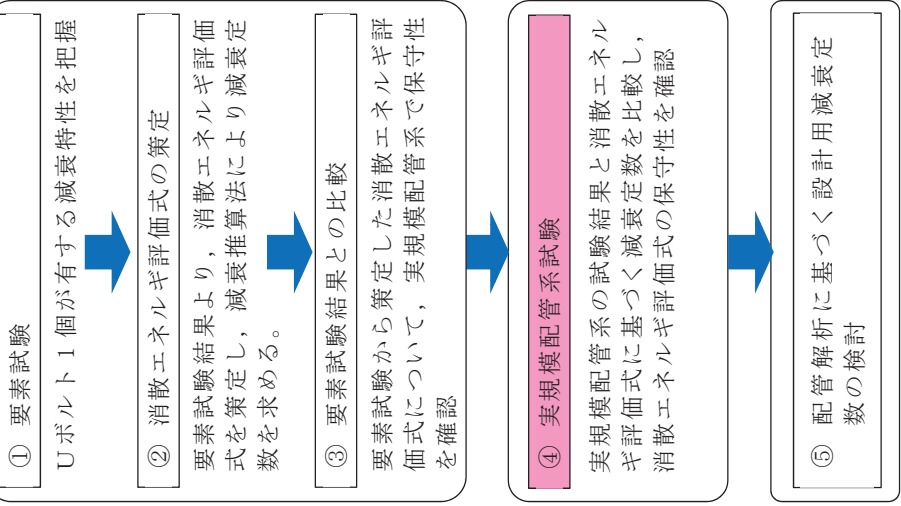 ① 要素試験
Uボルト1個が有する減衰特性を把握
② 消散エネルギ評価式の策定
要素試験結果より，消散エネルギ評価
式を策定し，減衰推算法により減衰定
数を求める。
③ 要素試験結果との比較
要素試験から策定した消散エネルギ評
価式について，実規模配管系で保守性
を確認
④ 実規模配管系試験
実規模配管系の試験結果と消散エネル
ギ評価式に基づく減衰定数を比較し，
消散エネルギ評価式の保守性を確認
⑤ 配管解析に基づく設計用減衰定
数の検討